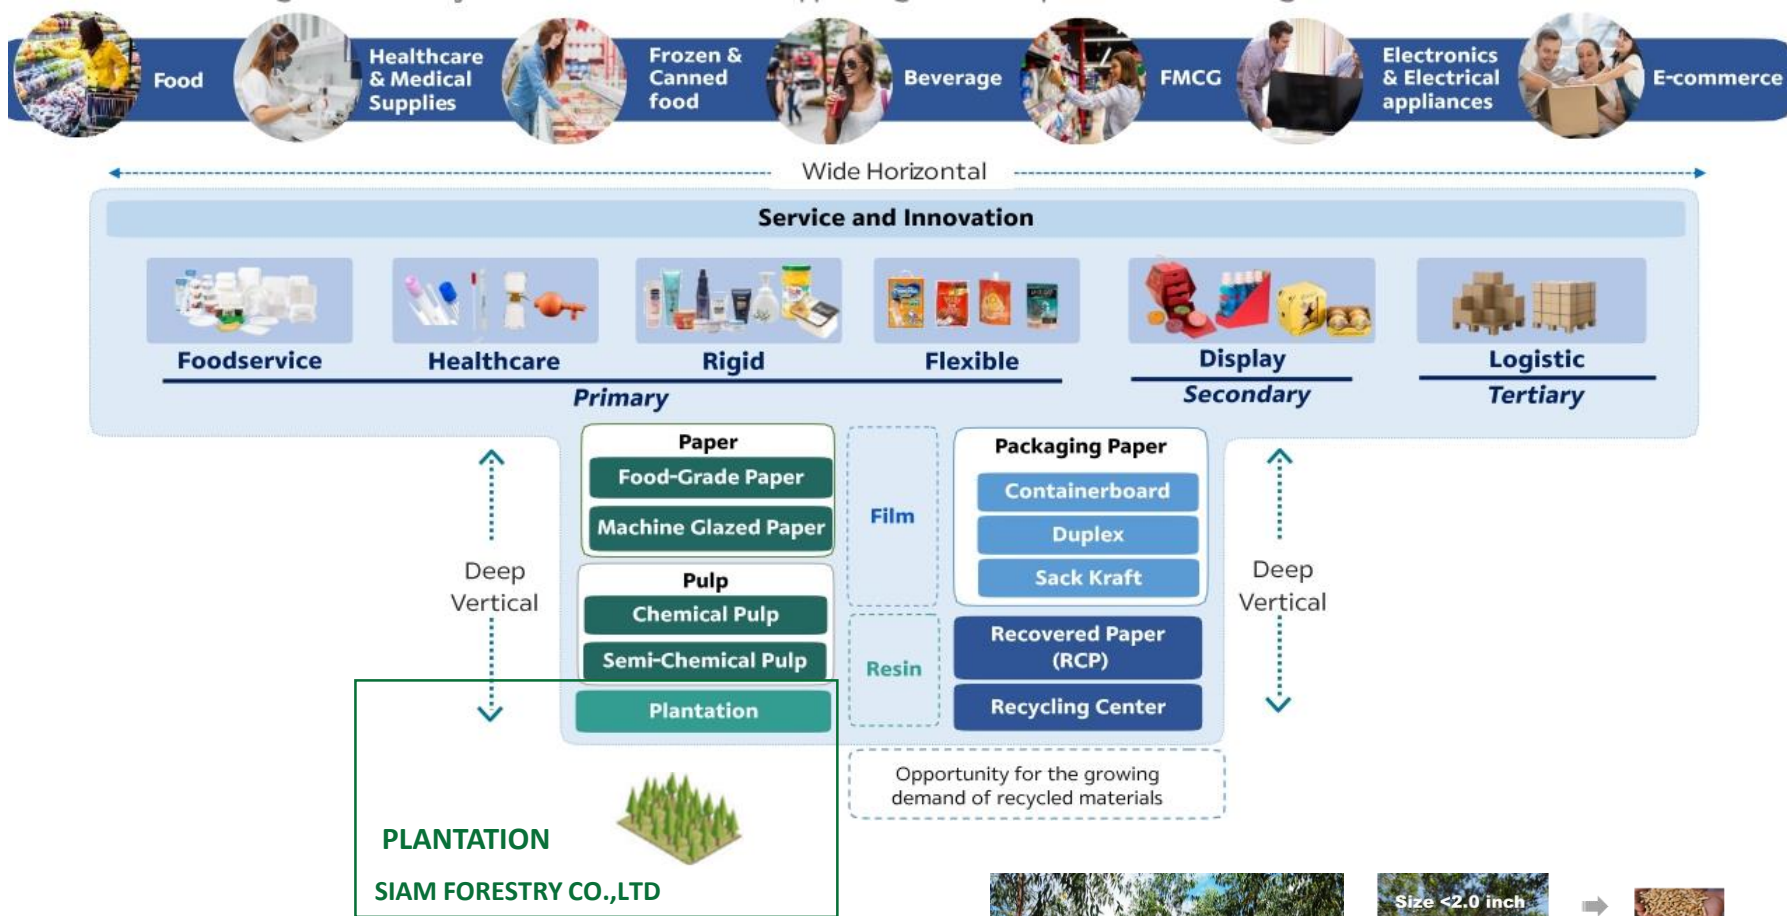 Food
Healthcare
& Medical
Supplies
Frozen &
Canned
food
Beverage
FMCG
Electronics
& Electrical
appliances
E-commerce
Wide Horizontal
Service and Innovation
Foodservice
Healthcare
Rigid
Flexible
Display
Logistic
Primary
Secondary
Tertiary
Paper
Food-Grade Paper
Machine Glazed Paper
Pulp
Chemical Pulp
Semi-Chemical Pulp
Plantation
Film
Resin
Packaging Paper
Containerboard
Duplex
Sack Kraft
Recovered Paper
(RCP)
Recycling Center
Deep
Vertical
Deep
Vertical
Opportunity for the growing
demand of recycled materials
PLANTATION
SIAM FORESTRY CO.,LTD
Size <2.0 inch